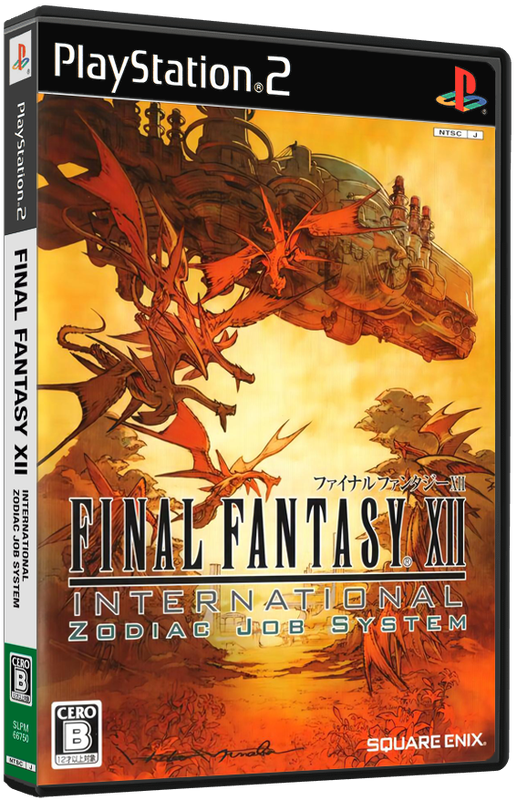 PlayStation®2
NTSC J
ファイナルファンタジーXII
FINAL FANTASY® XII
INTERNATIONAL
ZODIAC JOB SYSTEM
CERO
B
12才以上対象
SQUARE ENIX®
PlayStation®2
FINAL FANTASY XII
INTERNATIONAL
ZODIAC JOB SYSTEM
CERO
B
SLPM
66750
NTSC J